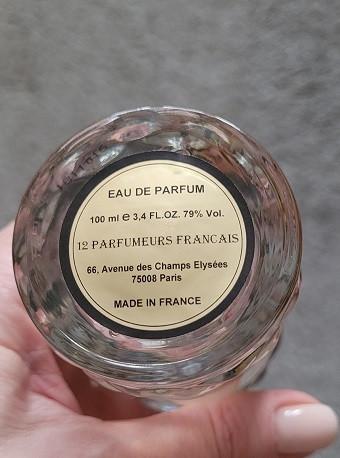 EAU DE PARFUM
100 ml e 3,4 FL.OZ. 79% Vol.
12 PARFUMEURS FRANCAIS
66, Avenue des Champs Elysées
75008 Paris
MADE IN FRANCE